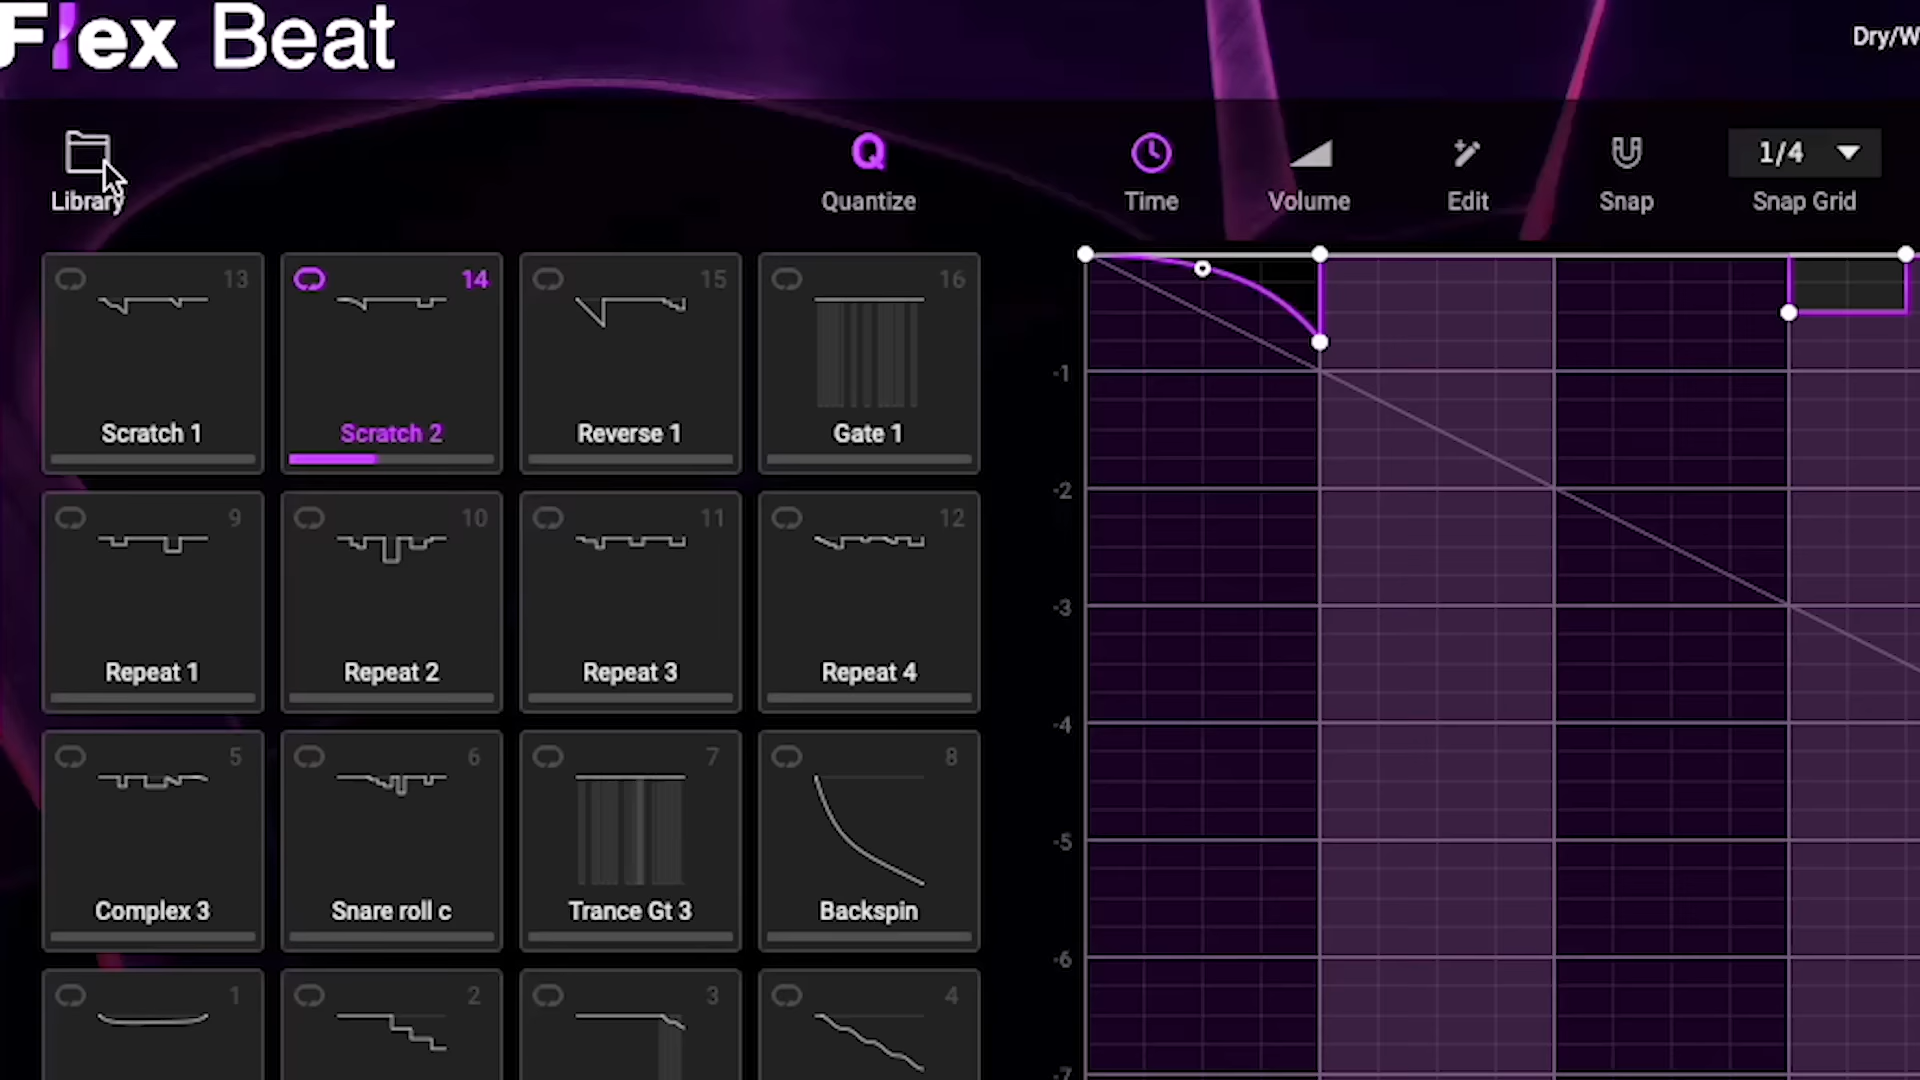 Flex Beat
Dry/W
Library
Q
Quantize
Time
Volume
Edit
Snap
1/4
Snap Grid
13
Scratch 1
14
Scratch 2
15
Reverse 1
16
Gate 1
9
Repeat 1
10
Repeat 2
11
Repeat 3
12
Repeat 4
5
Complex 3
6
Snare roll c
7
Trance Gt 3
8
Backspin
1
2
3
4
-1
-2
-3
-4
-5
-6
-7